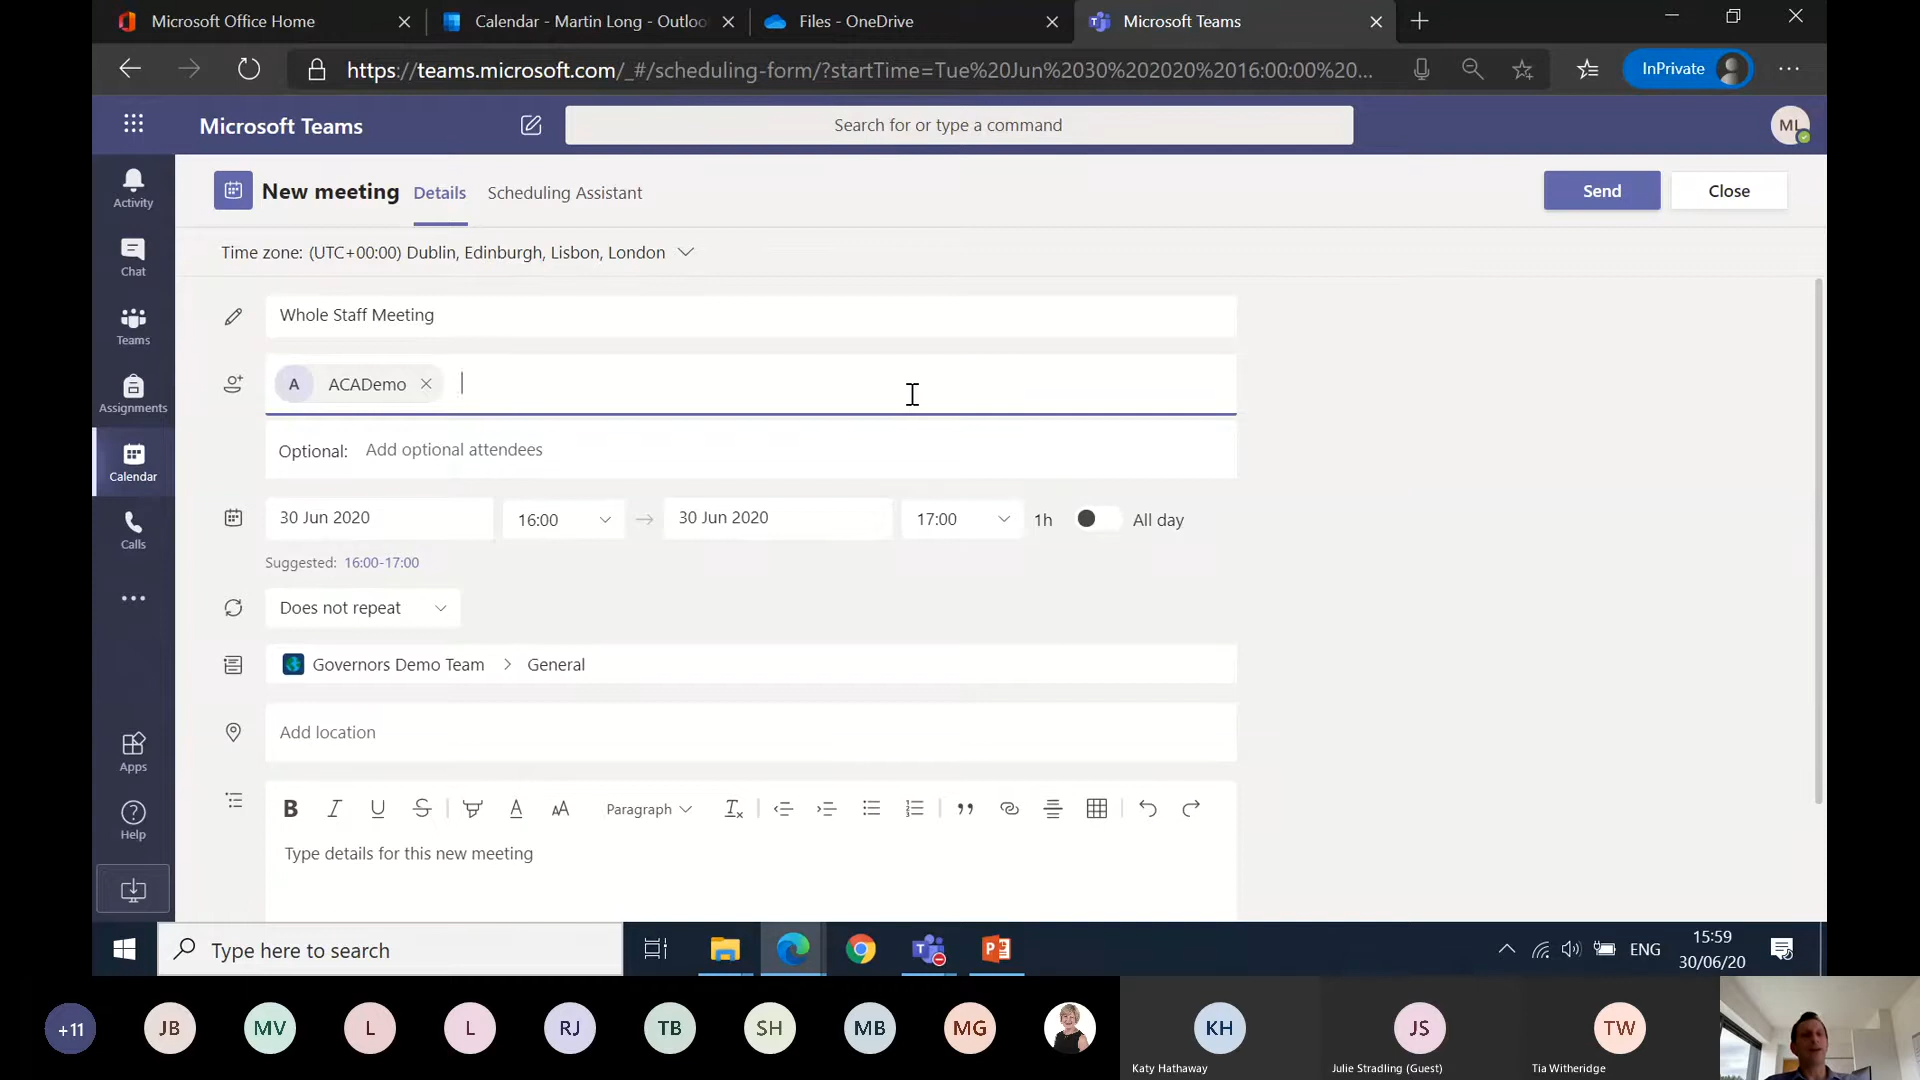 Microsoft Office Home
Calendar - Martin Long - Outlo
Files - OneDrive
Microsoft Teams
https://teams.microsoft.com/_#/scheduling-form/?startTime=Tue%20Jun%2030%202020%2016:00:00%20...
InPrivate
Microsoft Teams
Search for or type a command
ML
Activity
Chat
Teams
Assignments
Calendar
Calls
Apps
Help
New meeting
Details
Scheduling Assistant
Send
Close
Time zone: (UTC+00:00) Dublin, Edinburgh, Lisbon, London
Whole Staff Meeting
A ACADemo
Optional: Add optional attendees
30 Jun 2020 16:00 30 Jun 2020 17:00 1h All day
Suggested: 16:00-17:00
Does not repeat
Governors Demo Team > General
Add location
B I U S A AA Paragraph Tx
Type details for this new meeting
Type here to search
ENG
15:59
30/06/20
+11 JB MV L L RJ TB SH MB MG KH JS TW
Katy Hathaway
Julie Stradling (Guest)
Tia Witheridge